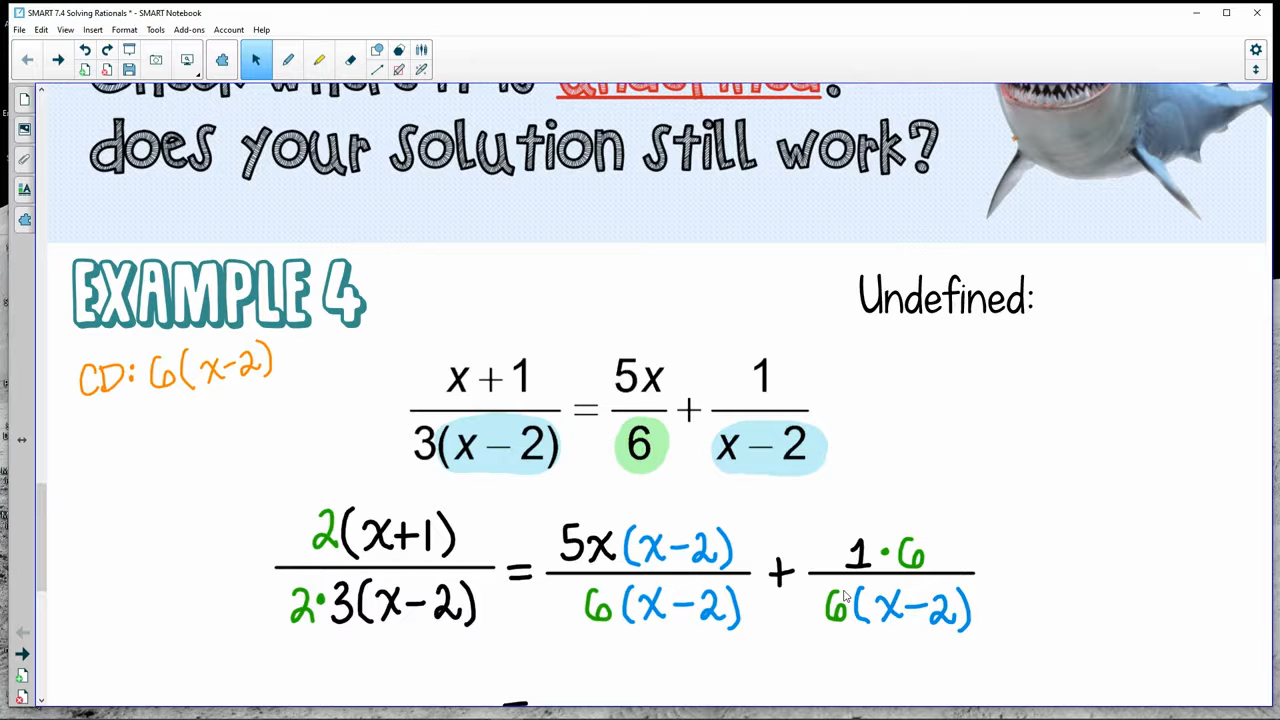 SMART 7.4 Solving Rationals * - SMART Notebook
File Edit View Insert Format Tools Add-ons Help
does your solution still work?
EXAMPLE 4
Undefined:
CD: 6(x-2)
x + 1 / 3(x – 2) = 5x / 6 + 1 / x – 2
2(x+1) / 2•3(x-2) = 5x(x-2) / 6(x-2) + 1•6 / 6(x-2)
=